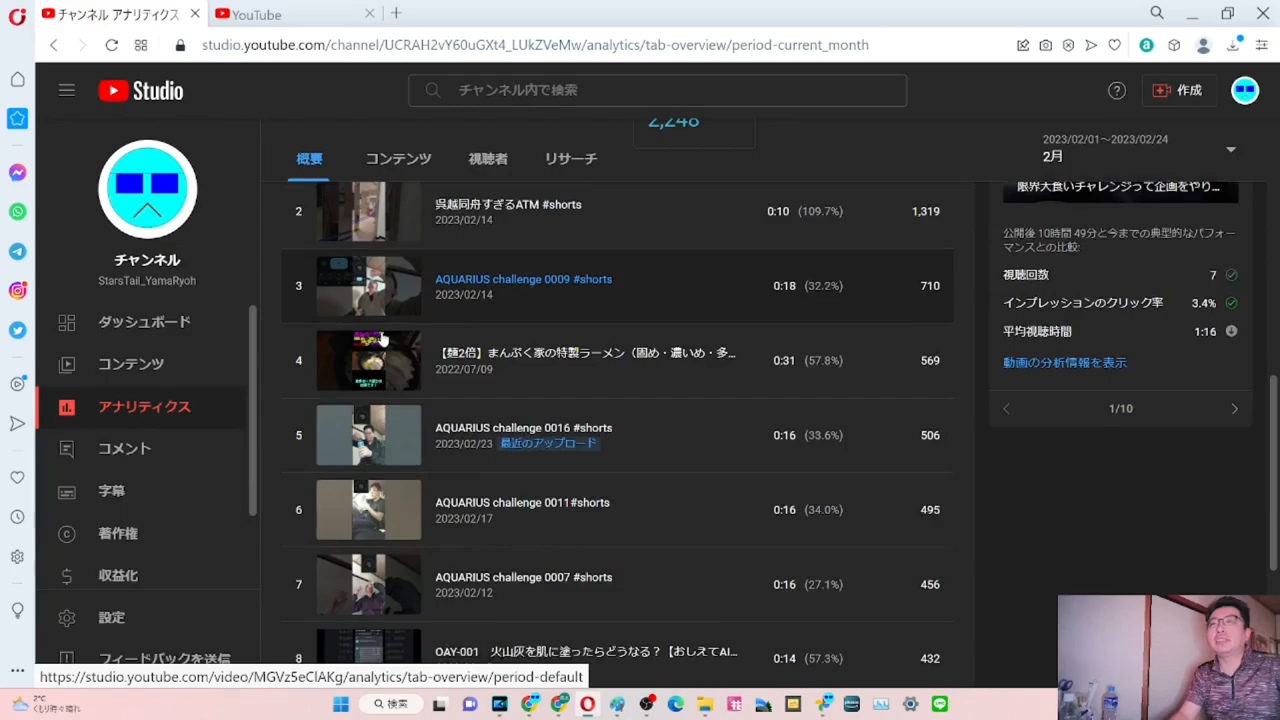 チャンネル アナリティクス
YouTube
studio.youtube.com/channel/UCRAH2vY60uGXt4_LUkZVeMw/analytics/tab-overview/period-current_month
Studio
チャンネル内で検索
作成
チャンネル
StarsTail_YamaRyoh
ダッシュボード
コンテンツ
アナリティクス
コメント
字幕
著作権
収益化
設定
フィードバックを送信
2,248
概要 コンテンツ 視聴者 リサーチ
2023/02/01～2023/02/24
2月
2 呉越同舟すぎるATM #shorts 0:10 (109.7%) 1,319
2023/02/14
3 AQUARIUS challenge 0009 #shorts 0:18 (32.2%) 710
2023/02/14
4 【麺2倍】まんぷく家の特製ラーメン（固め・濃いめ・多... 0:31 (57.8%) 569
2022/07/09
5 AQUARIUS challenge 0016 #shorts 0:16 (33.6%) 506
2023/02/23 最近のアップロード
6 AQUARIUS challenge 0011#shorts 0:16 (34.0%) 495
2023/02/17
7 AQUARIUS challenge 0007 #shorts 0:16 (27.1%) 456
2023/02/12
8 OAY-001 火山灰を肌に塗ったらどうなる？【おしえてAI... 0:14 (57.3%) 432
限界大食いチャレンジって企画をやり...
公開後 10時間 49分と今までの典型的なパフォー
マンスとの比較:
視聴回数 7
インプレッションのクリック率 3.4%
平均視聴時間 1:16
動画の分析情報を表示
1/10
https://studio.youtube.com/video/MGVz5eClAKg/analytics/tab-overview/period-default
2℃
くもり時々晴れ
検索